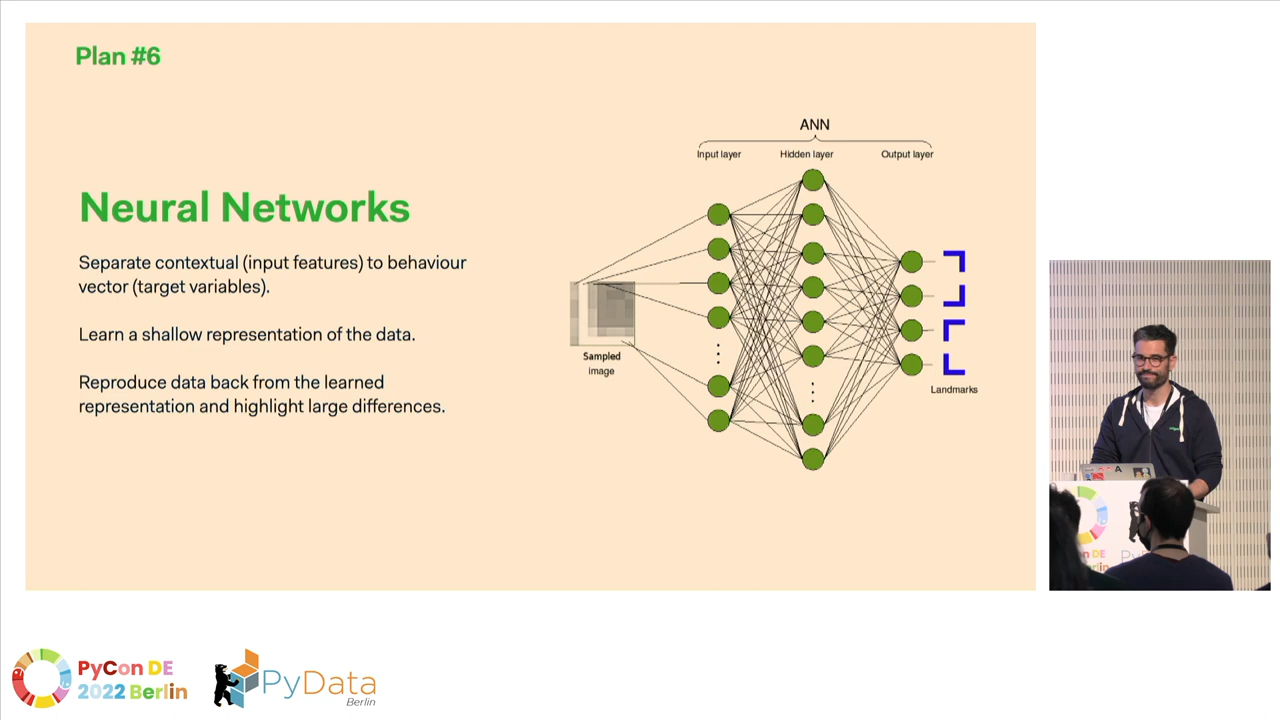 Plan #6
Neural Networks
Separate contextual (input features) to behaviour
vector (target variables).
Learn a shallow representation of the data.
Reproduce data back from the learned
representation and highlight large differences.
ANN
Input layer
Hidden layer
Output layer
Sampled
image
Landmarks
PyCon DE
2022 Berlin
PyData
Berlin